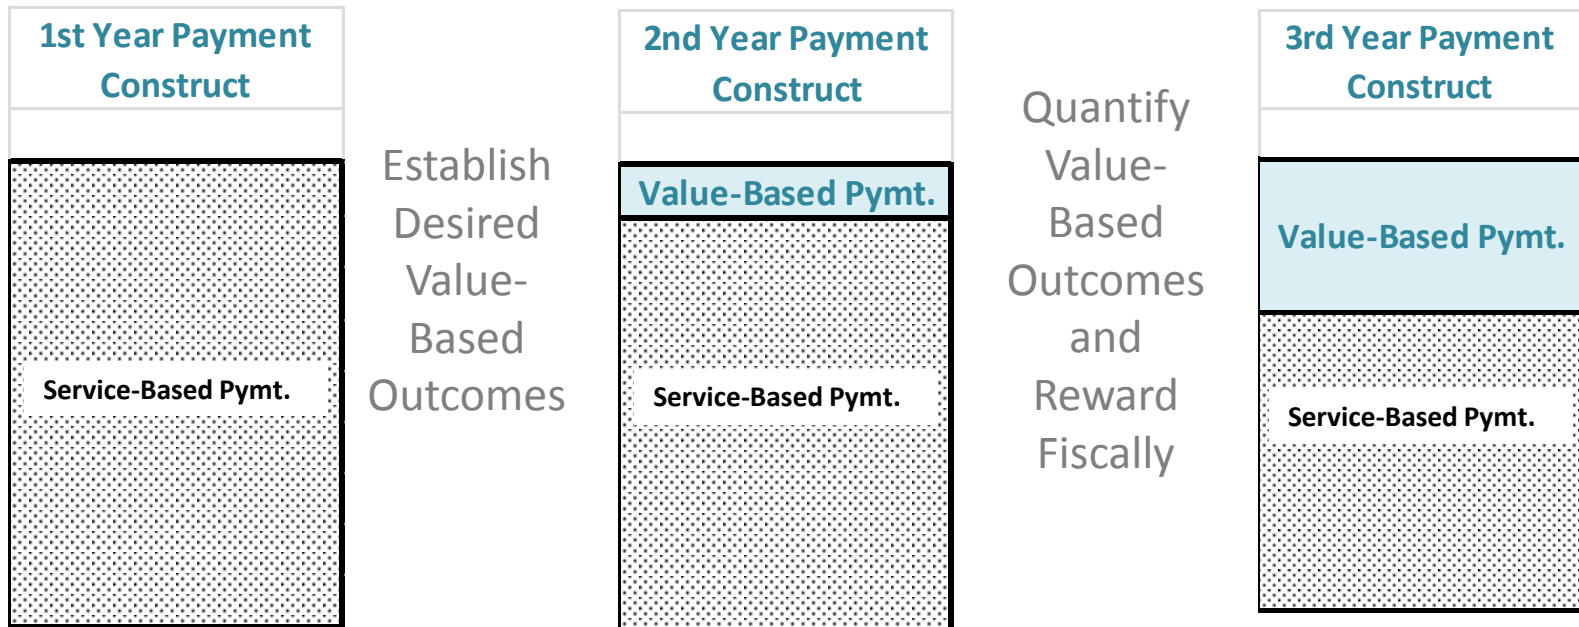 1st Year Payment
Construct
Service-Based Pymt.
Establish
Desired
Value-
Based
Outcomes
2nd Year Payment
Construct
Value-Based Pymt.
Service-Based Pymt.
Quantify
Value-
Based
Outcomes
and
Reward
Fiscally
3rd Year Payment
Construct
Value-Based Pymt.
Service-Based Pymt.